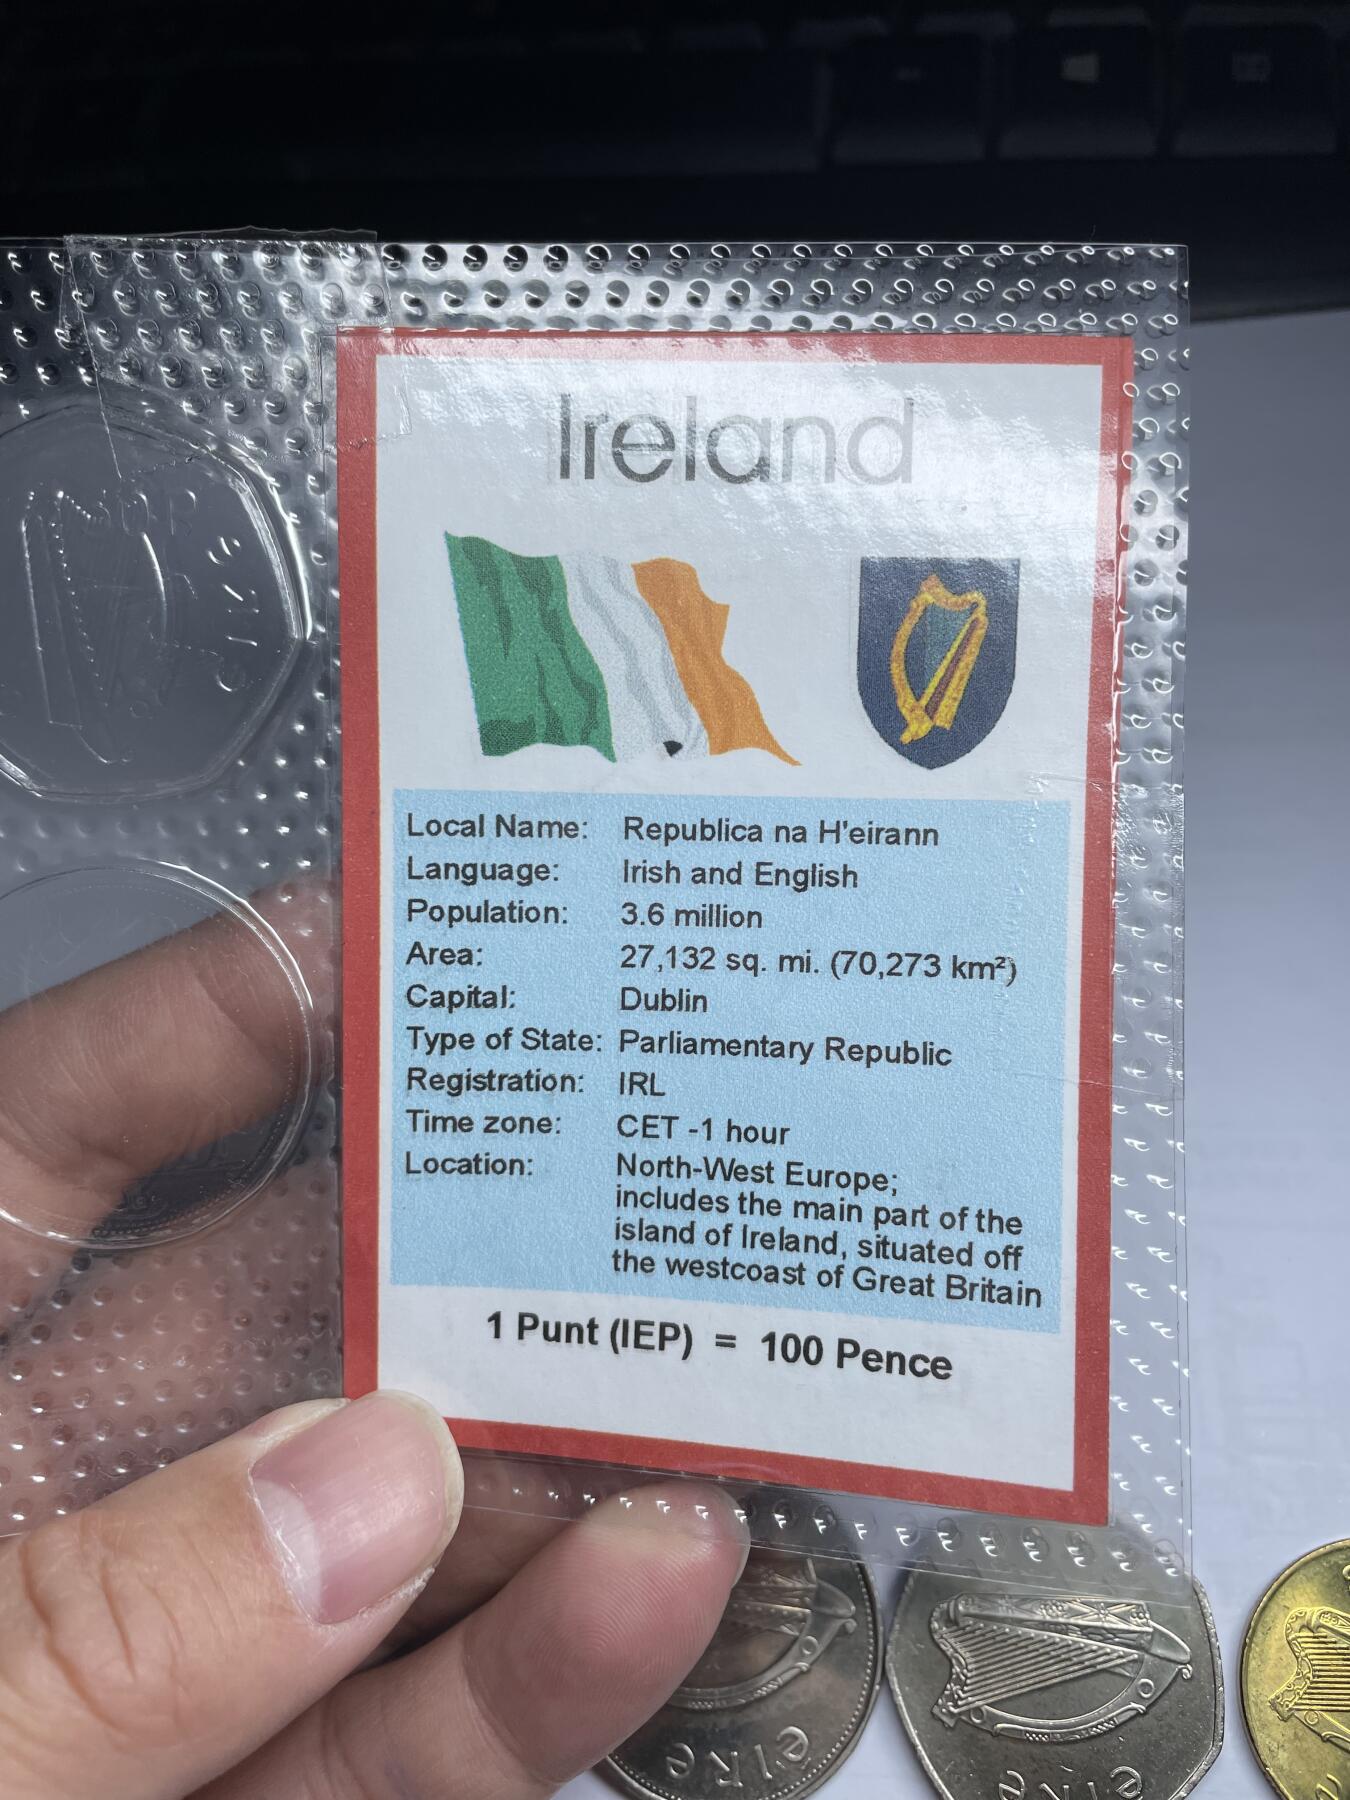 Ireland
Local Name: Republica na H'eirann
Language: Irish and English
Population: 3.6 million
Area: 27,132 sq. mi. (70,273 km²)
Capital: Dublin
Type of State: Parliamentary Republic
Registration: IRL
Time zone: CET -1 hour
Location: North-West Europe;
includes the main part of the
island of Ireland, situated off
the westcoast of Great Britain
1 Punt (IEP) = 100 Pence
eire
eire